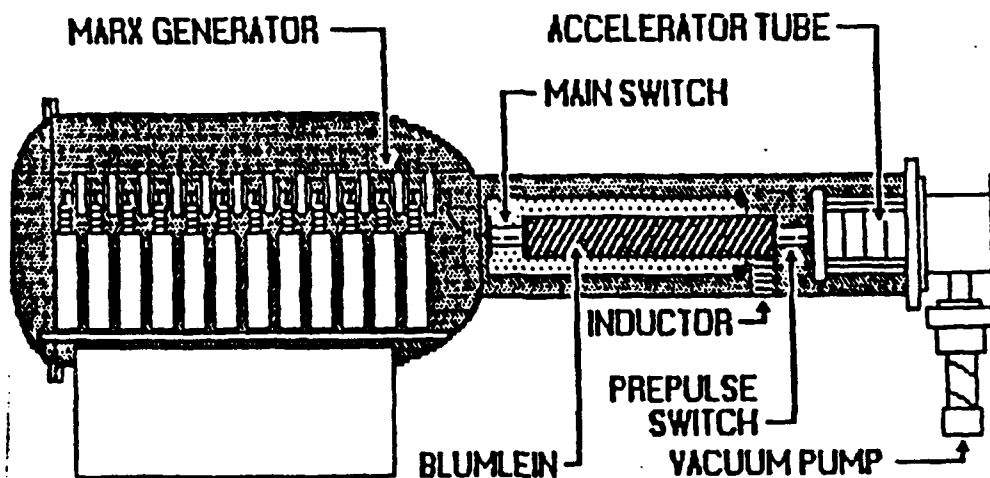 MARX GENERATOR
ACCELERATOR TUBE
MAIN SWITCH
INDUCTOR
PREPULSE
SWITCH
BLUMLEIN
VACUUM PUMP